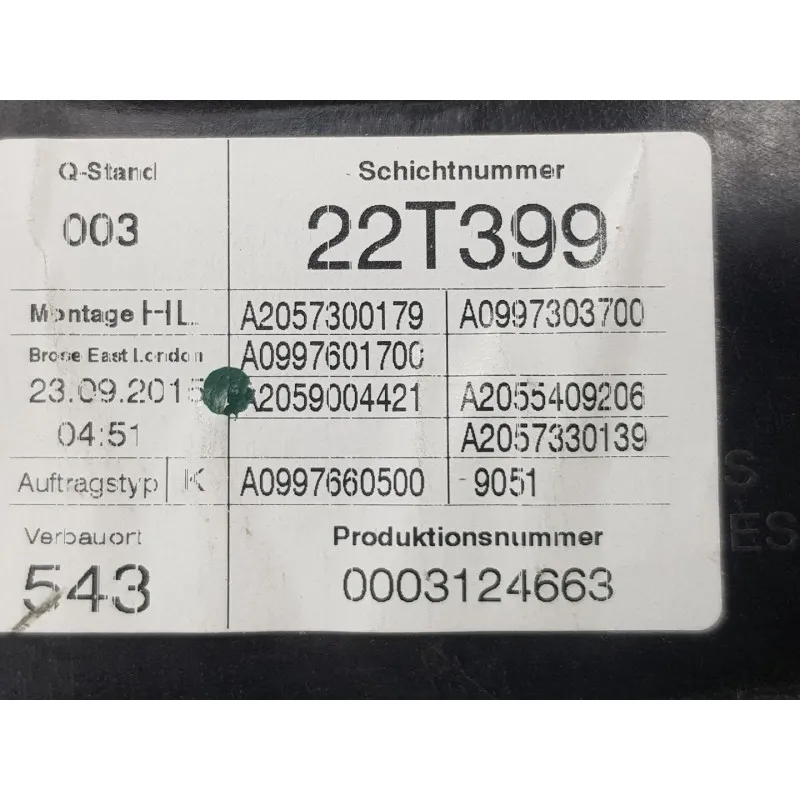 Q-Stand
Schichtnummer
003
22T399
Montage HL
A2057300179
A0997303700
Brose East London
A0997601700
23.09.2015
A2059004421
A2055409206
04:51
A2057330139
Auftragstyp K
A0997660500
-9051
Verbauort
Produktionsnummer
543
0003124663
S
ES